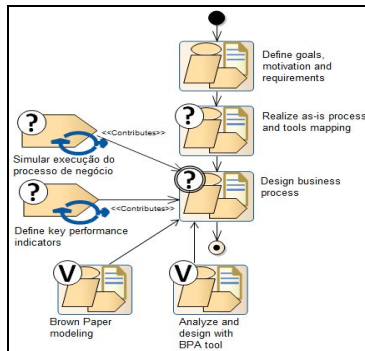 Define goals,
motivation and
requirements
?
?
Realize as-is process
and tools mapping
<<Contributes>>
Simular execução do
processo de negócio
?
Design business
process
?
<<Contributes>>
Define key performance
indicators
V
V
Brown Paper
modeling
Analyze and
design with
BPA tool